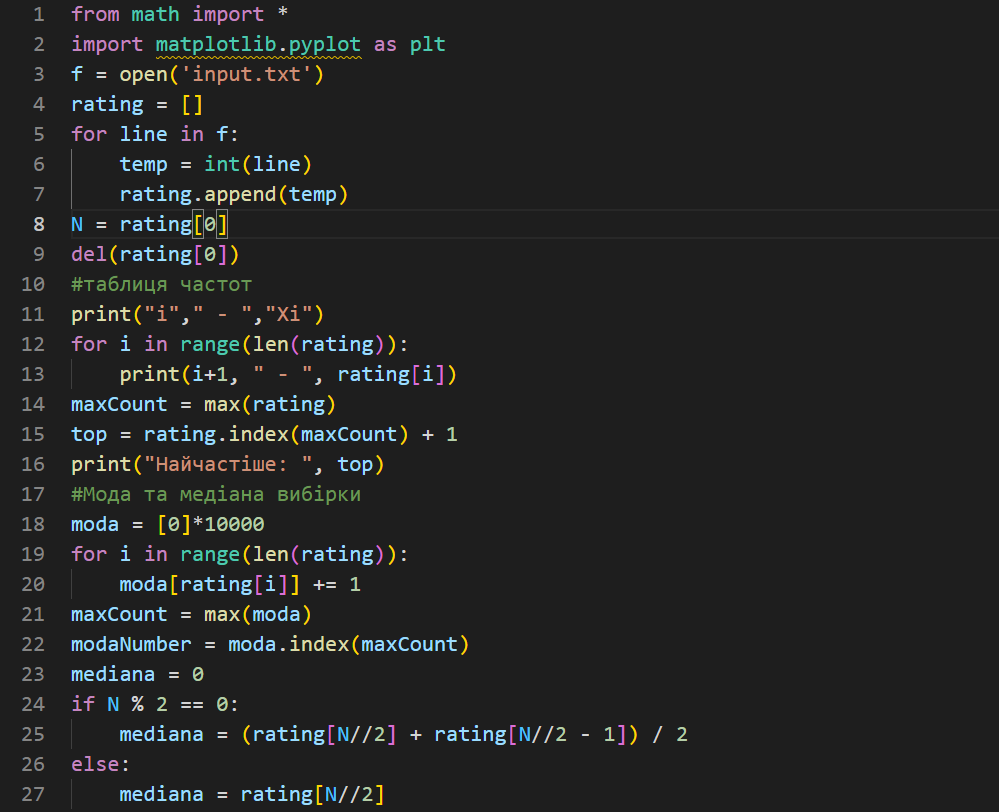 1 from math import *
2 import matplotlib.pyplot as plt
3 f = open('input.txt')
4 rating = []
5 for line in f:
6     temp = int(line)
7     rating.append(temp)
8 N = rating[0]
9 del(rating[0])
10 #таблиця частот
11 print("i"," - ","Xi")
12 for i in range(len(rating)):
13     print(i+1, " - ", rating[i])
14 maxCount = max(rating)
15 top = rating.index(maxCount) + 1
16 print("Найчастіше: ", top)
17 #Мода та медіана вибірки
18 moda = [0]*10000
19 for i in range(len(rating)):
20     moda[rating[i]] += 1
21 maxCount = max(moda)
22 modaNumber = moda.index(maxCount)
23 mediana = 0
24 if N % 2 == 0:
25     mediana = (rating[N//2] + rating[N//2 - 1]) / 2
26 else:
27     mediana = rating[N//2]